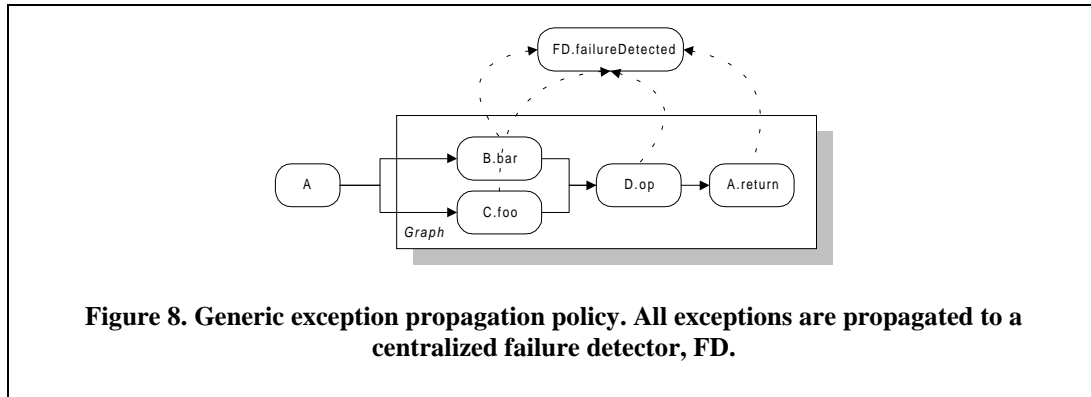 FD.failureDetected
B.bar
A
D.op
A.return
C.foo
Graph
Figure 8. Generic exception propagation policy. All exceptions are propagated to a
centralized failure detector, FD.